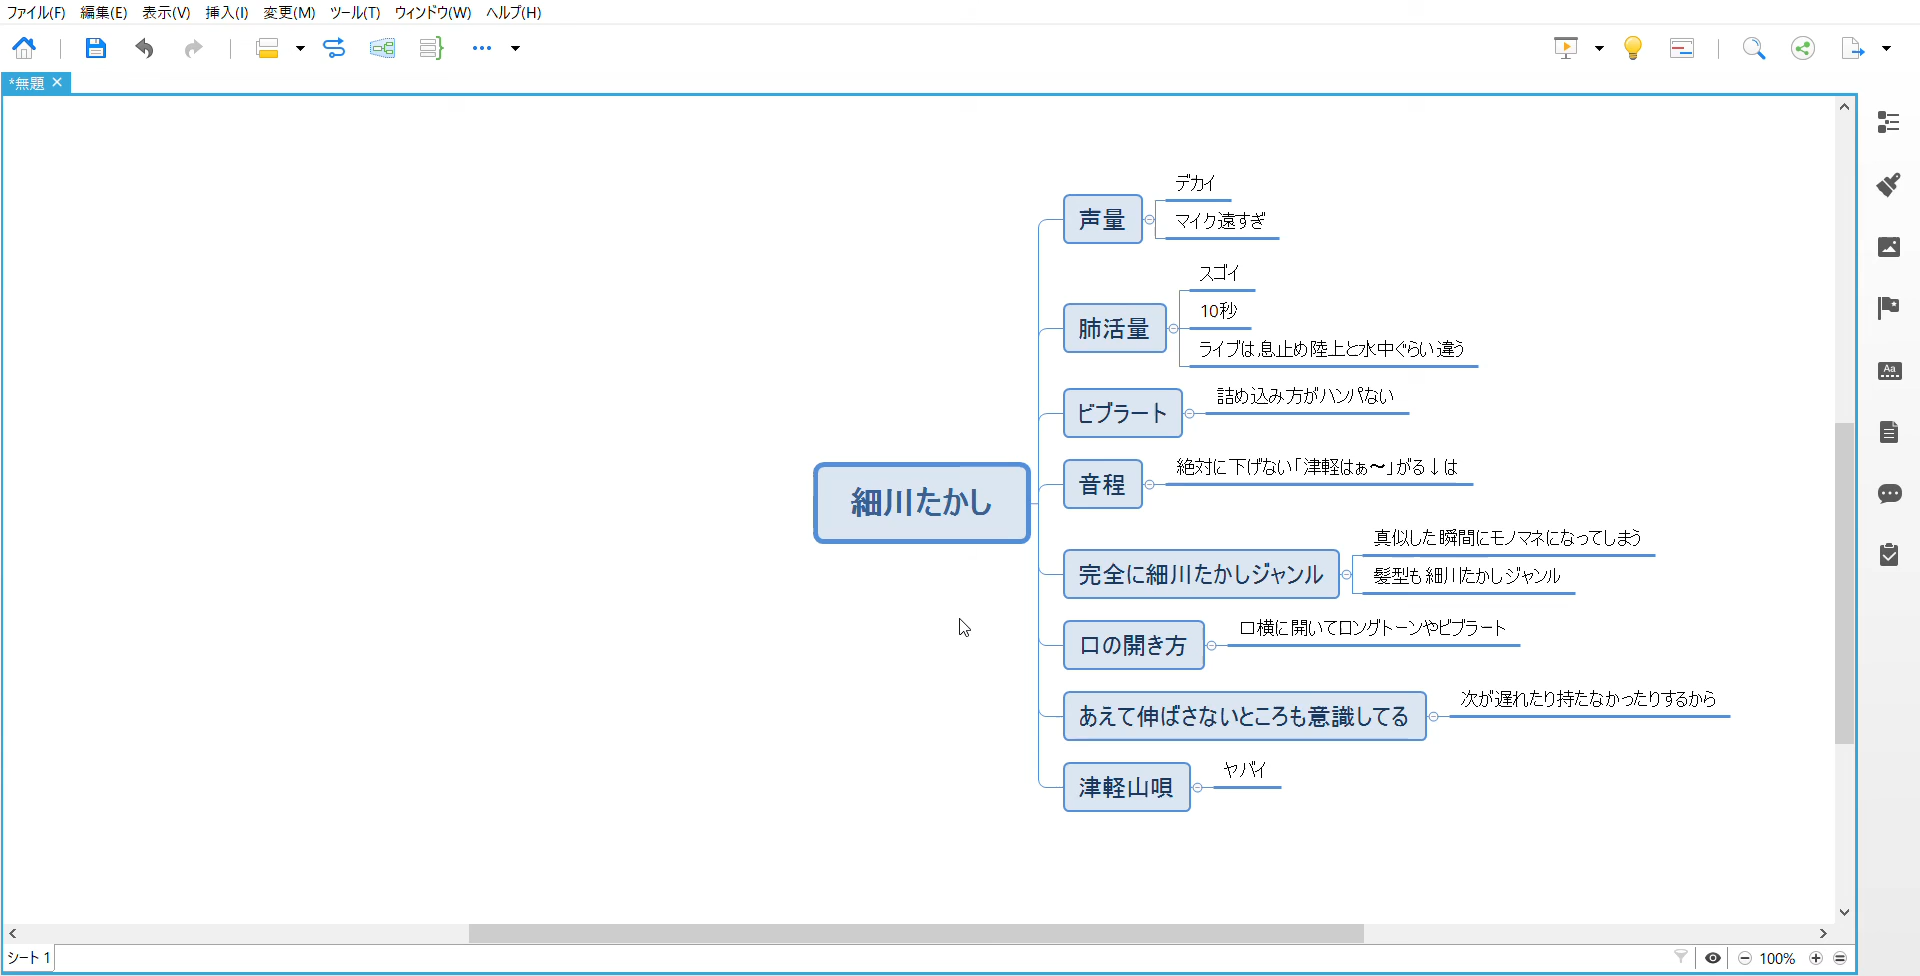 ファイル(F) 編集(E) 表示(V) 挿入(I) 変更(M) ツール(T) ウィンドウ(W) ヘルプ(H)
*無題
細川たかし
声量
デカイ
マイク遠すぎ
肺活量
スゴイ
10秒
ライブは息止め陸上と水中ぐらい違う
ビブラート
詰め込み方がハンパない
音程
絶対に下げない「津軽はぁ〜」がる↓は
完全に細川たかしジャンル
真似した瞬間にモノマネになってしまう
髪型も細川たかしジャンル
口の開き方
口横に開いてロングトーンやビブラート
あえて伸ばさないところも意識してる
次が遅れたり持たなかったりするから
津軽山唄
ヤバイ
Aa
シート 1
100%